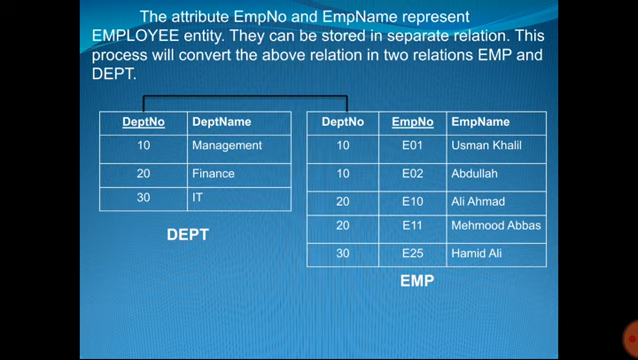 The attribute EmpNo and EmpName represent
EMPLOYEE entity. They can be stored in separate relation. This
process will convert the above relation in two relations EMP and
DEPT.
DeptNo DeptName
10 Management
20 Finance
30 IT
DEPT
DeptNo EmpNo EmpName
10 E01 Usman Khalil
10 E02 Abdullah
20 E10 Ali Ahmad
20 E11 Mehmood Abbas
30 E25 Hamid Ali
EMP